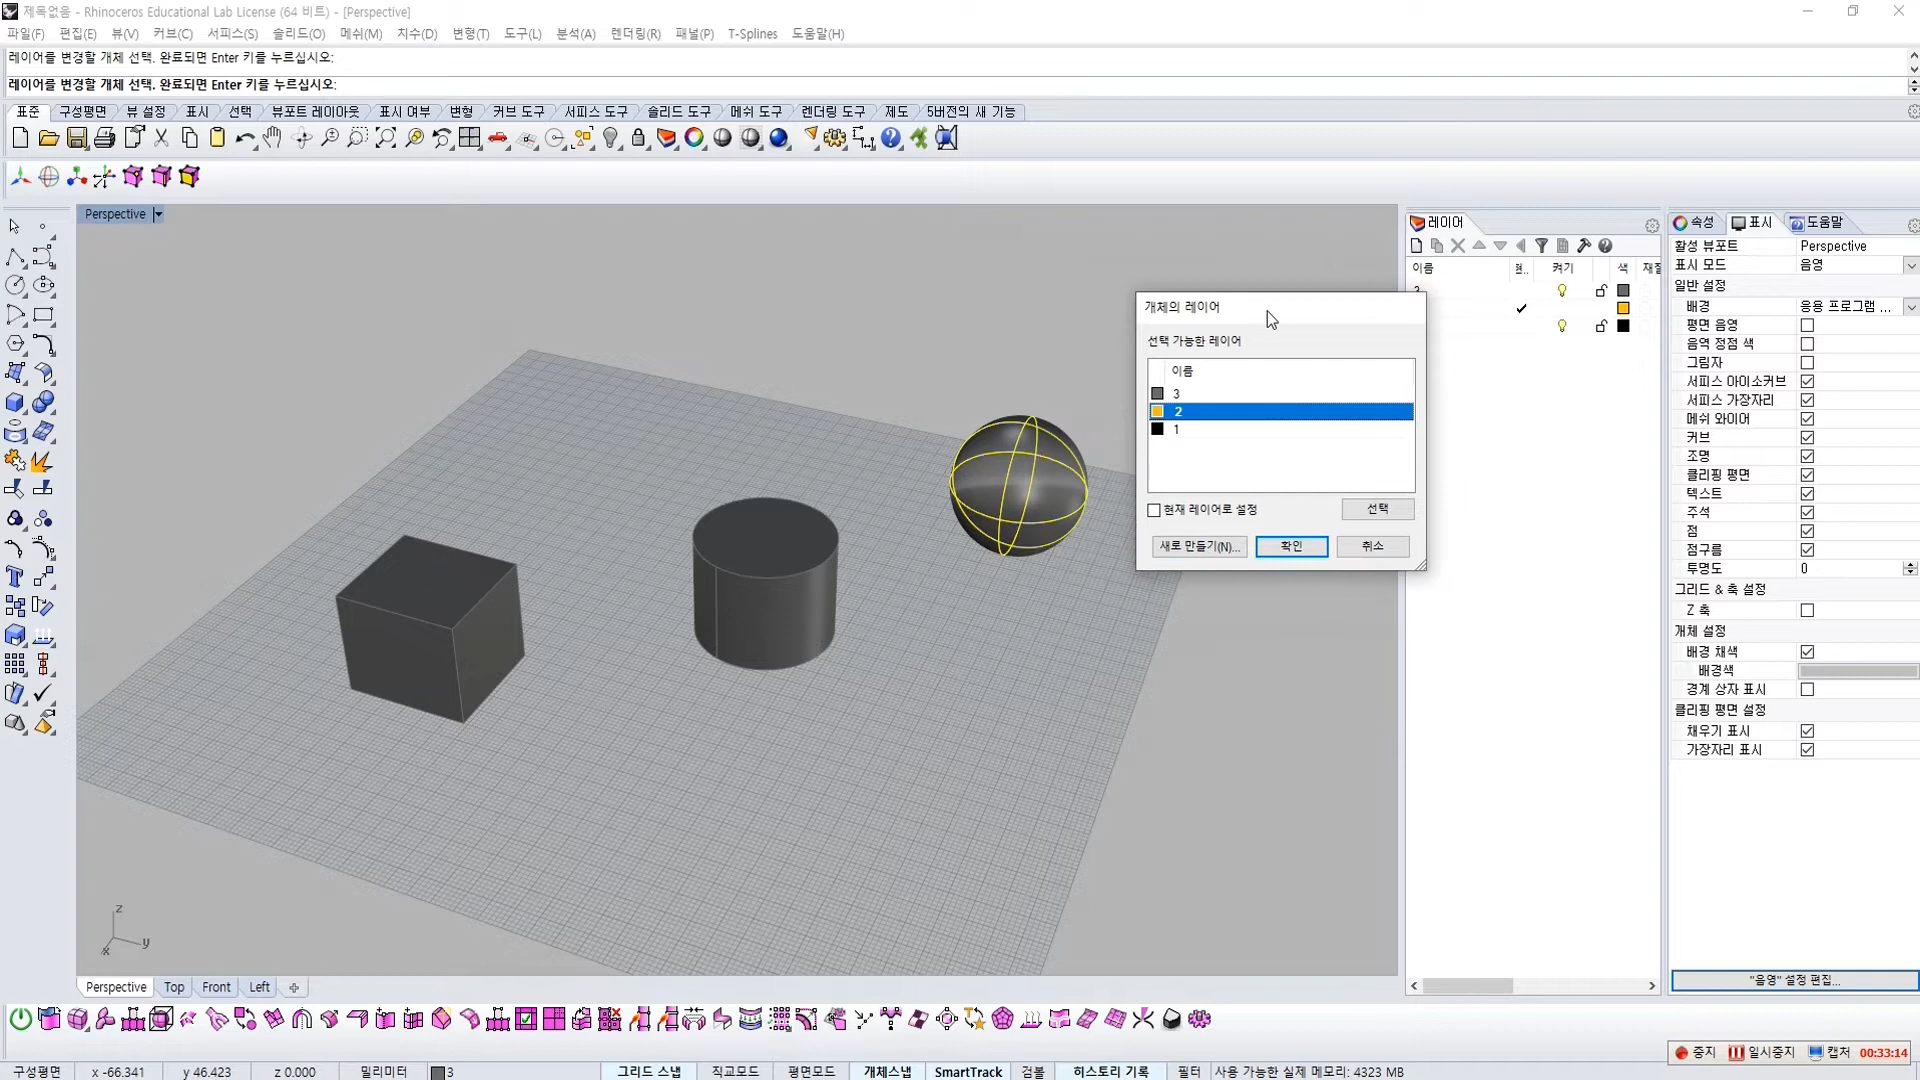 제목없음 - Rhinoceros Educational Lab License (64 비트) - [Perspective]
파일(F) 편집(E) 뷰(V) 커브(C) 서피스(S) 솔리드(O) 메쉬(M) 치수(D) 변형(T) 도구(L) 분석(A) 렌더링(R) 패널(P) T-Splines 도움말(H)
레이어를 변경할 개체 선택. 완료되면 Enter 키를 누르십시오:
레이어를 변경할 개체 선택. 완료되면 Enter 키를 누르십시오:
표준 구성평면 뷰 설정 표시 선택 뷰포트 레이아웃 표시 여부 변형 커브 도구 서피스 도구 솔리드 도구 메쉬 도구 렌더링 도구 제도 5버전의 새 기능
Perspective
레이어
이름 현.. 켜기 색 재질
개체의 레이어
선택 가능한 레이어
이름
3
2
1
현재 레이어로 설정 선택
새로 만들기(N)... 확인 취소
속성 표시 도움말
활성 뷰포트 Perspective
표시 모드 음영
일반 설정
배경 응용 프로그램 ...
평면 음영
음역 정점 색
그림자
서피스 아이소커브
서피스 가장자리
메쉬 와이어
커브
조명
클리핑 평면
텍스트
주석
점
점구름
투명도 0
그리드 & 축 설정
Z 축
개체 설정
배경 채색
배경색
경계 상자 표시
클리핑 평면 설정
채우기 표시
가장자리 표시
"음영" 설정 편집...
z
y
x
Perspective Top Front Left
중지 일시중지 캡처 00:33:14
구성평면 x -66.341 y 46.423 z 0.000 밀리미터 3 그리드 스냅 직교모드 평면모드 개체스냅 SmartTrack 검볼 히스토리 기록 필터 사용 가능한 실제 메모리: 4323 MB